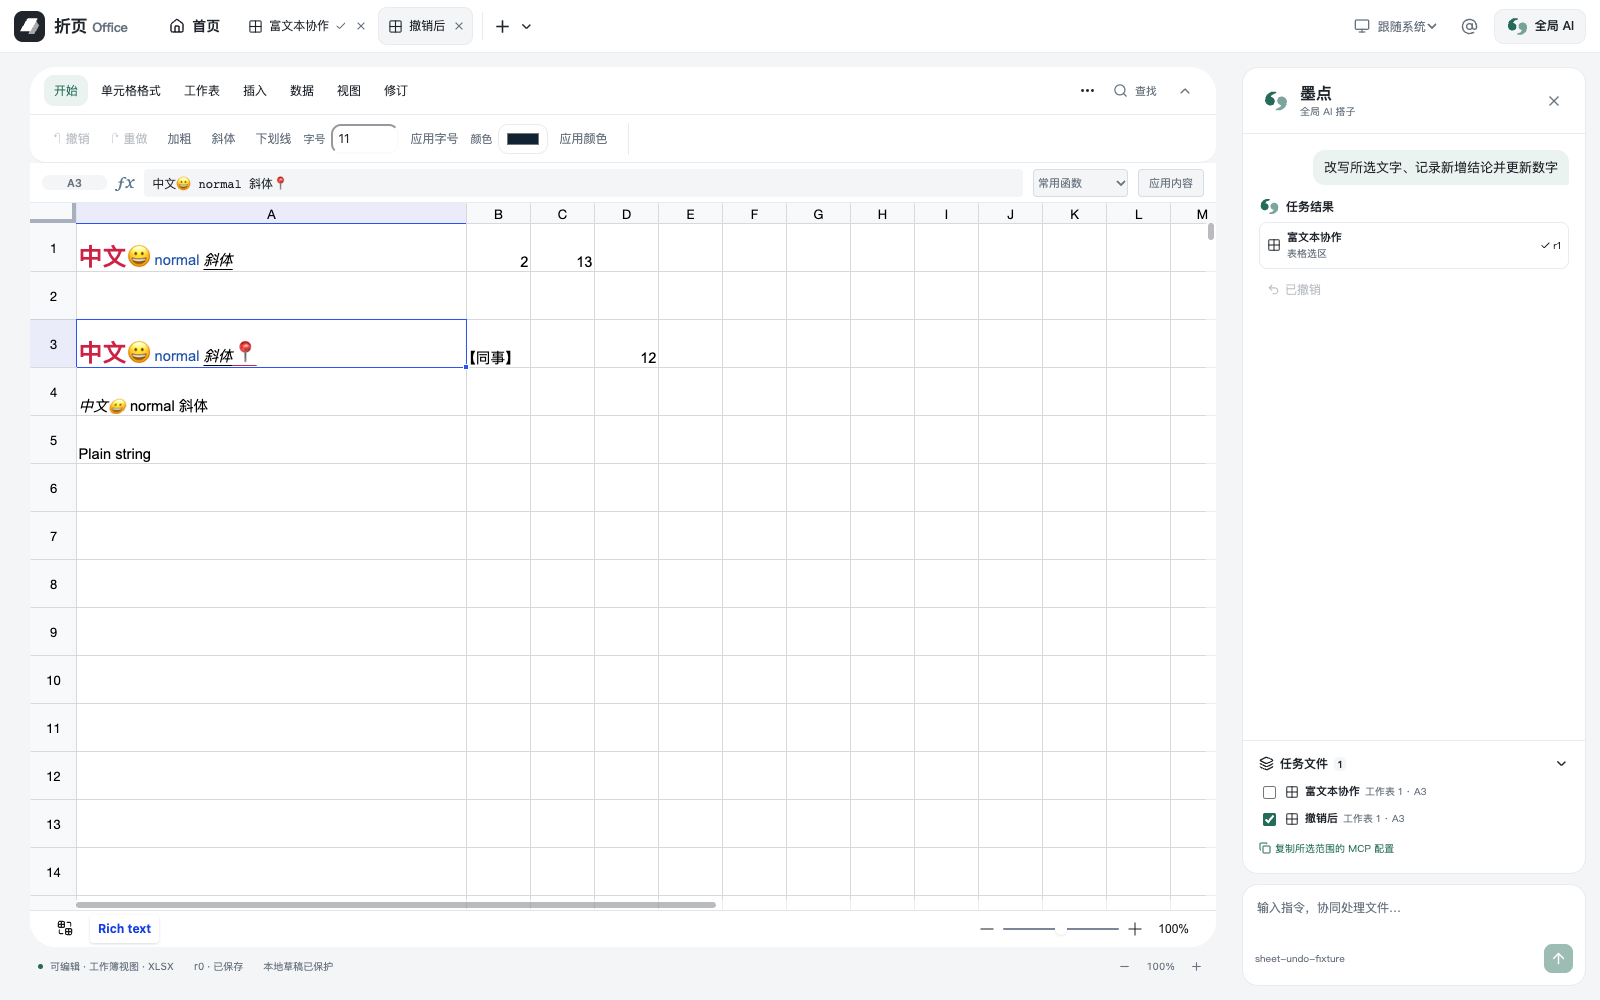 折页 Office
首页
富文本协作
撤销后
跟随系统
@
全局 AI
开始 单元格格式 工作表 插入 数据 视图 修订
查找
撤销 重做 加粗 斜体 下划线 字号 11 应用字号 颜色 应用颜色
A3 fx 中文😀 normal 斜体📍 常用函数 应用内容
A B C D E F G H I J K L M
1 中文😀 normal 斜体 2 13
2
3 中文😀 normal 斜体📍 【同事】 12
4 中文😀 normal 斜体
5 Plain string
6
7
8
9
10
11
12
13
14
Rich text
100%
可编辑 · 工作簿视图 · XLSX r0 · 已保存 本地草稿已保护
100%
墨点
全局 AI 搭子
改写所选文字、记录新增结论并更新数字
任务结果
富文本协作
表格选区
r1
已撤销
任务文件 1
富文本协作 工作表 1 · A3
撤销后 工作表 1 · A3
复制所选范围的 MCP 配置
输入指令，协同处理文件...
sheet-undo-fixture